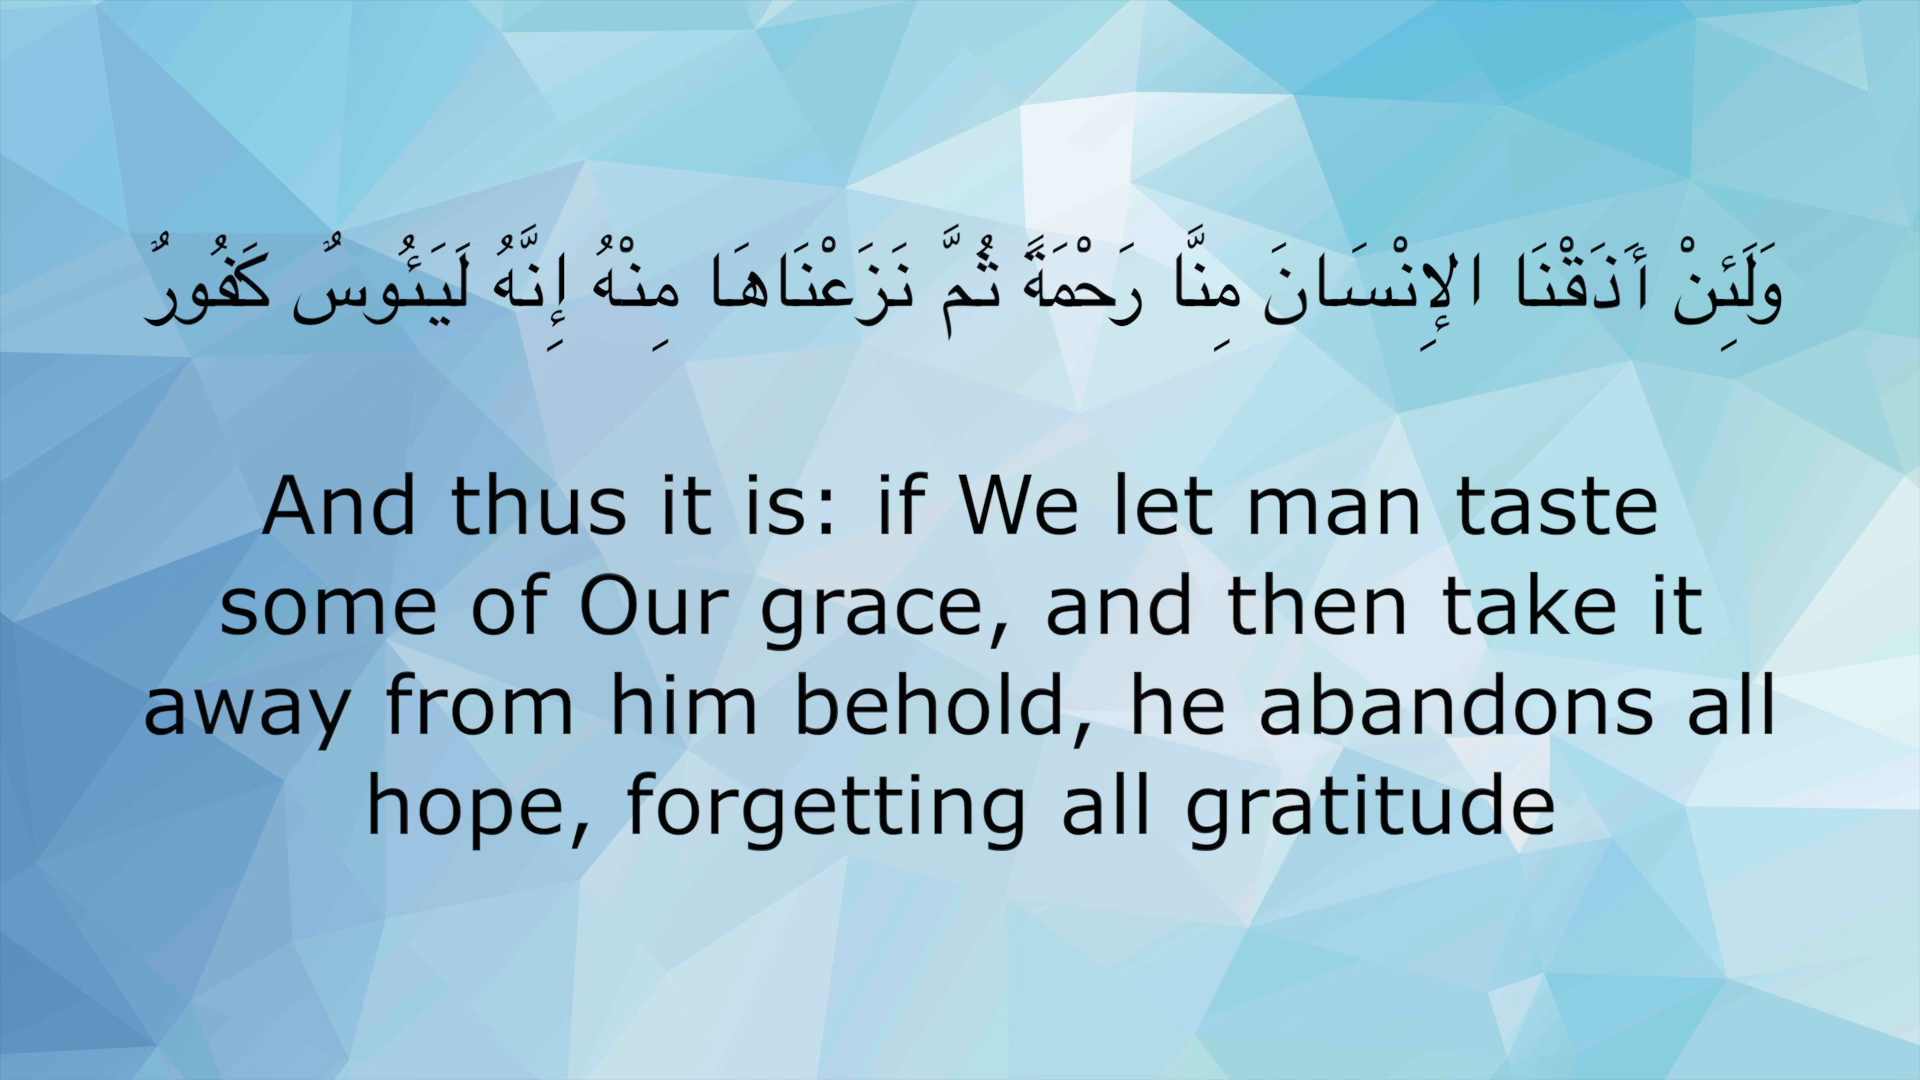 وَلَئِنْ أَذَقْنَا الإِنْسَانَ مِنَّا رَحْمَةً ثُمَّ نَزَعْنَاهَا مِنْهُ إِنَّهُ لَيَئُوسٌ كَفُورٌ
And thus it is: if We let man taste
some of Our grace, and then take it
away from him behold, he abandons all
hope, forgetting all gratitude